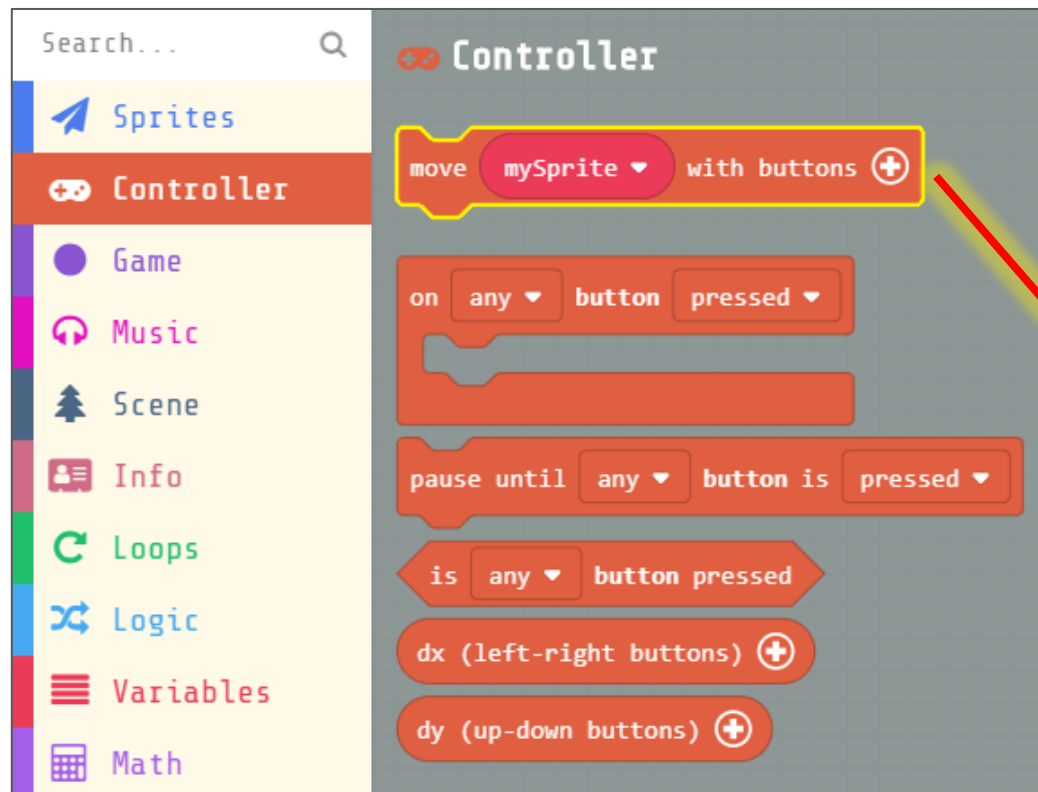 Search...
Sprites
Controller
Game
Music
Scene
Info
Loops
Logic
Variables
Math
Controller
move mySprite with buttons
on any button pressed
pause until any button is pressed
is any button pressed
dx (left-right buttons)
dy (up-down buttons)